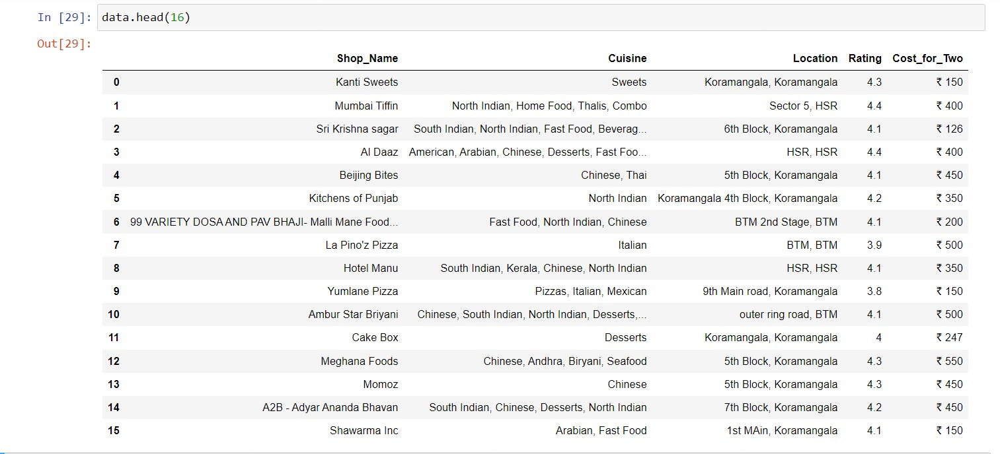 In [29]: data.head(16)
Out[29]:
Shop_Name Cuisine Location Rating Cost_for_Two
0 Kanti Sweets Sweets Koramangala, Koramangala 4.3 ₹ 150
1 Mumbai Tiffin North Indian, Home Food, Thalis, Combo Sector 5, HSR 4.4 ₹ 400
2 Sri Krishna sagar South Indian, North Indian, Fast Food, Beverag... 6th Block, Koramangala 4.1 ₹ 126
3 Al Daaz American, Arabian, Chinese, Desserts, Fast Foo... HSR, HSR 4.4 ₹ 400
4 Beijing Bites Chinese, Thai 5th Block, Koramangala 4.1 ₹ 450
5 Kitchens of Punjab North Indian Koramangala 4th Block, Koramangala 4.2 ₹ 350
6 99 VARIETY DOSA AND PAV BHAJI- Malli Mane Food... Fast Food, North Indian, Chinese BTM 2nd Stage, BTM 4.1 ₹ 200
7 La Pino'z Pizza Italian BTM, BTM 3.9 ₹ 500
8 Hotel Manu South Indian, Kerala, Chinese, North Indian HSR, HSR 4.1 ₹ 350
9 Yumlane Pizza Pizzas, Italian, Mexican 9th Main road, Koramangala 3.8 ₹ 150
10 Ambur Star Briyani Chinese, South Indian, North Indian, Desserts,... outer ring road, BTM 4.1 ₹ 500
11 Cake Box Desserts Koramangala, Koramangala 4 ₹ 247
12 Meghana Foods Chinese, Andhra, Biryani, Seafood 5th Block, Koramangala 4.3 ₹ 550
13 Momoz Chinese 5th Block, Koramangala 4.3 ₹ 450
14 A2B - Adyar Ananda Bhavan South Indian, Chinese, Desserts, North Indian 7th Block, Koramangala 4.2 ₹ 450
15 Shawarma Inc Arabian, Fast Food 1st MAin, Koramangala 4.1 ₹ 150